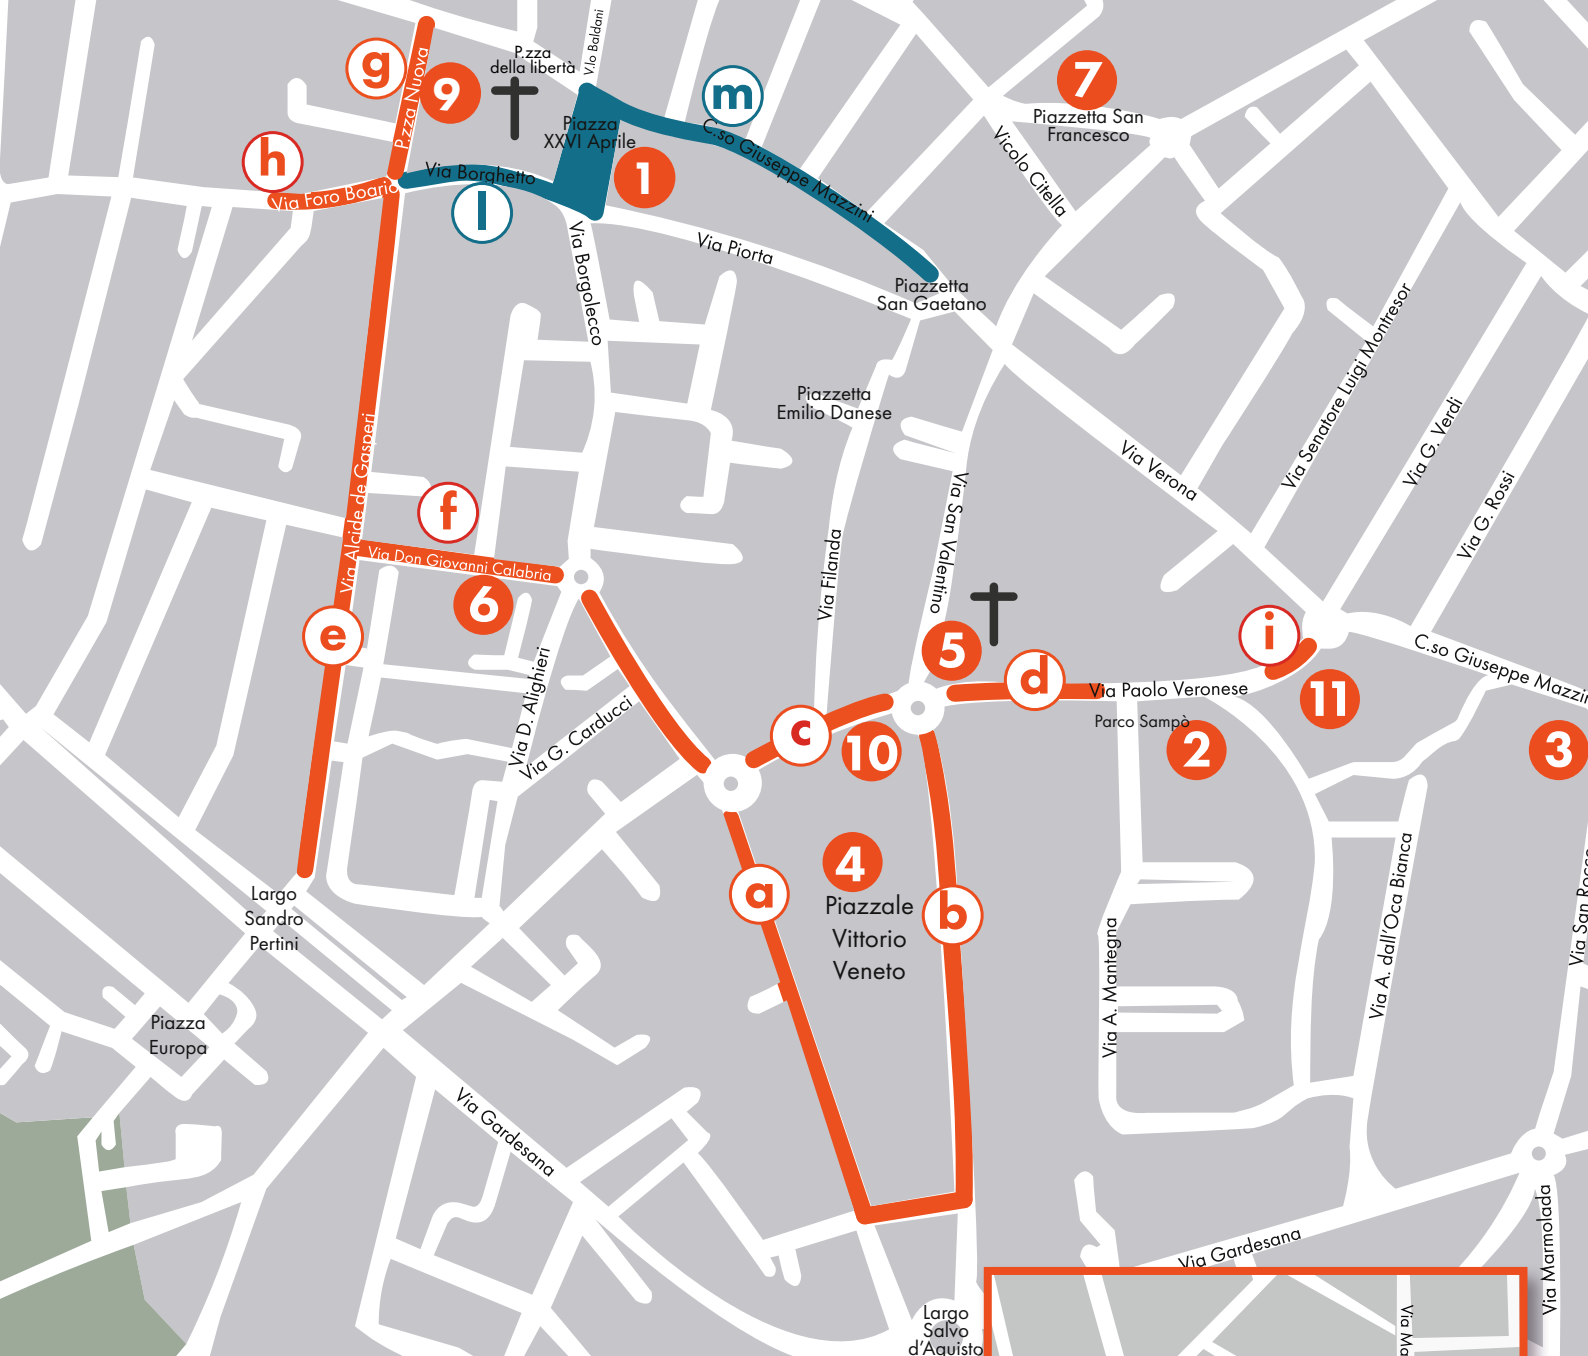 V.lo Baldani
P.zza
della libertà
g
P.zza Nuova
9
m
7
Piazzetta San
Francesco
Piazza
XXVI Aprile
C.so Giuseppe Mazzini
h
Via Borghetto
1
Vicolo Citella
Via Foro Boario
l
Via Borgolecco
Via Piorta
Piazzetta
San Gaetano
Via Senatore Luigi Montresor
Piazzetta
Emilio Danese
Via G. Verdi
Via Alcide de Gasperi
Via Verona
Via G. Rossi
f
Via San Valentino
Via Filanda
Via Don Giovanni Calabria
6
e
5
i
C.so Giuseppe Mazzini
Via D. Alighieri
d
Via Paolo Veronese
11
Via G. Carducci
c
10
Parco Sampò
2
3
4
a
b
Piazzale
Vittorio
Veneto
Largo
Sandro
Pertini
Via A. dall'Oca Bianca
Via San Rocco
Via A. Mantegna
Piazza
Europa
Via Gardesana
Via Gardesana
Via Marmolada
Largo
Salvo
d'Aquisto
Via Ma